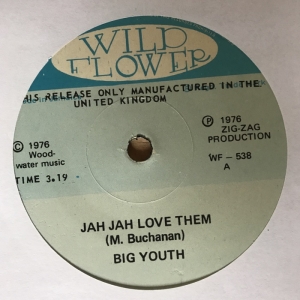 WILD
FLOWER
THIS RELEASE ONLY MANUFACTURED IN THE
UNITED KINGDOM
© 1976
Wood-
water music
TIME 3.19
℗ 1976
ZIG-ZAG
PRODUCTION
WF - 538
A
JAH JAH LOVE THEM
(M. Buchanan)
BIG YOUTH